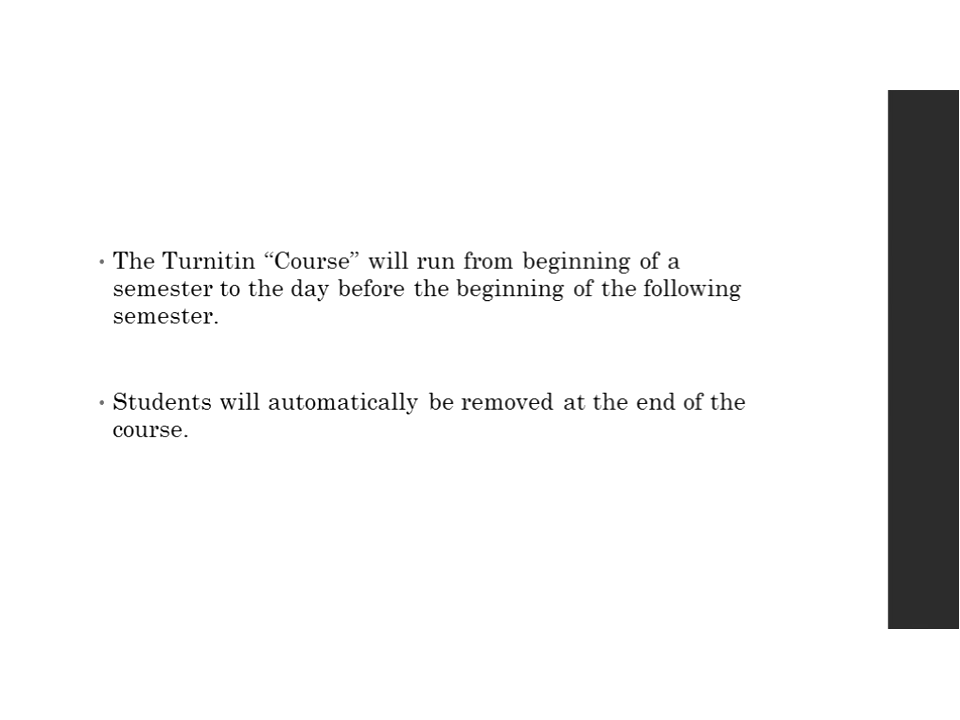 • The Turnitin “Course” will run from beginning of a
semester to the day before the beginning of the following
semester.
• Students will automatically be removed at the end of the
course.